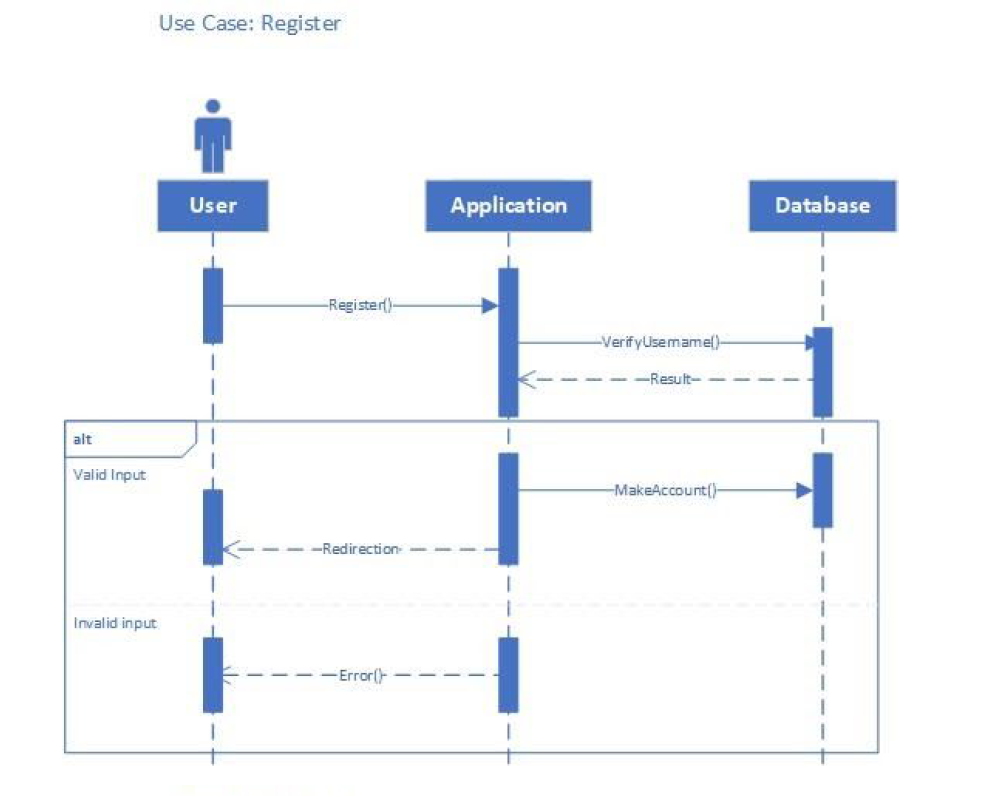 Use Case: Register
User
Application
Database
Register()
VerifyUsername()
Result
alt
Valid Input
MakeAccount()
Redirection
Invalid input
Error()